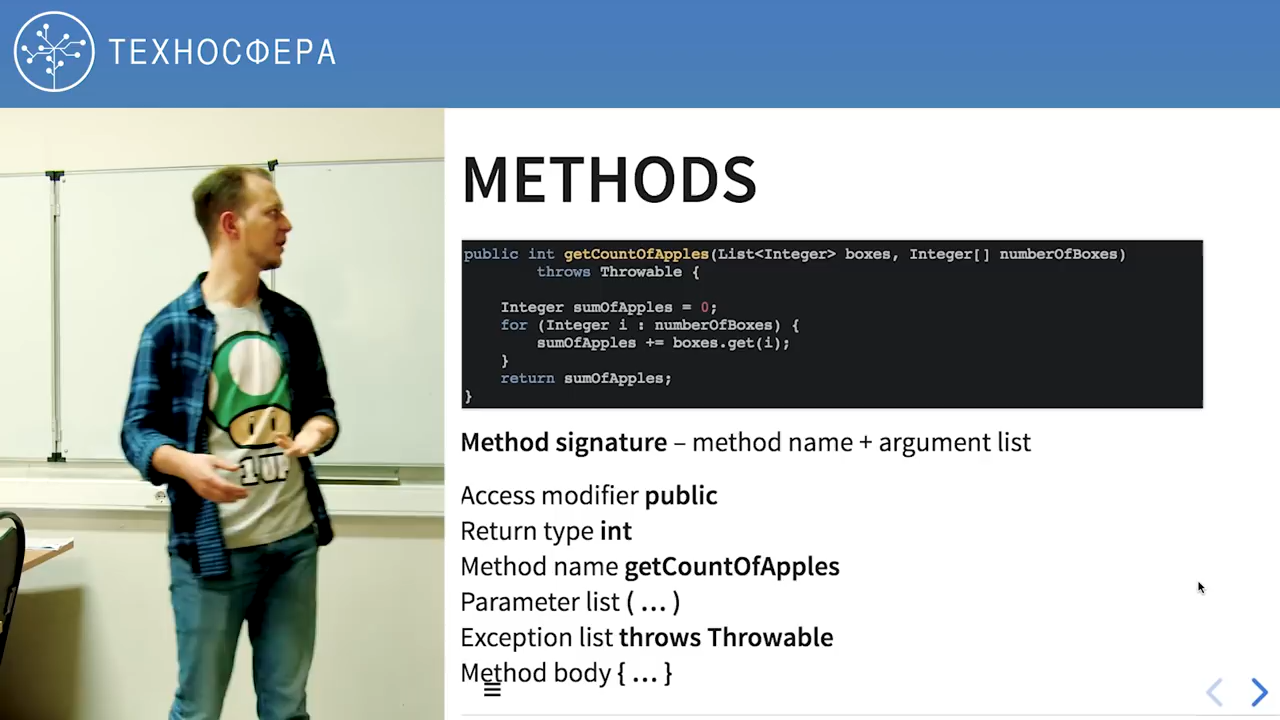 ТЕХНОСФЕРА
METHODS
public int getCountOfApples(List<Integer> boxes, Integer[] numberOfBoxes)
throws Throwable {
Integer sumOfApples = 0;
for (Integer i : numberOfBoxes) {
sumOfApples += boxes.get(i);
}
return sumOfApples;
}
Method signature – method name + argument list
Access modifier public
Return type int
Method name getCountOfApples
Parameter list ( ... )
Exception list throws Throwable
Method body { ... }
1UP